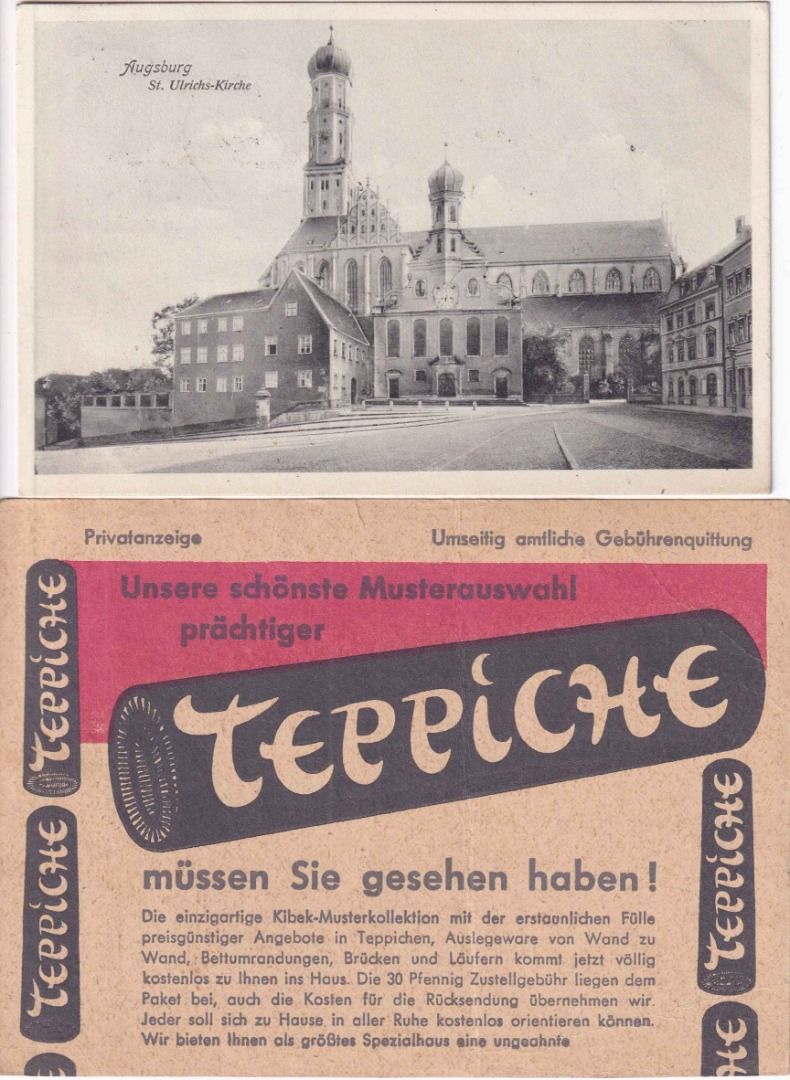 Augsburg
St. Ulrichs-Kirche
Privatanzeige
Umseitig amtliche Gebührenquittung
Unsere schönste Musterauswahl
prächtiger
TEPPICHE
TEPPICHE
müssen Sie gesehen haben!
TEPPICHE
TEPPICHE
Die einzigartige Kibek-Musterkollektion mit der erstaunlichen Fülle
preisgünstiger Angebote in Teppichen, Auslegeware von Wand zu
Wand, Bettumrandungen, Brücken und Läufern kommt jetzt völlig
kostenlos zu Ihnen ins Haus. Die 30 Pfennig Zustellgebühr liegen dem
Paket bei, auch die Kosten für die Rücksendung übernehmen wir.
Jeder soll sich zu Hause in aller Ruhe kostenlos orientieren können.
Wir bieten Ihnen als größtes Spezialhaus eine ungeahnte
HE